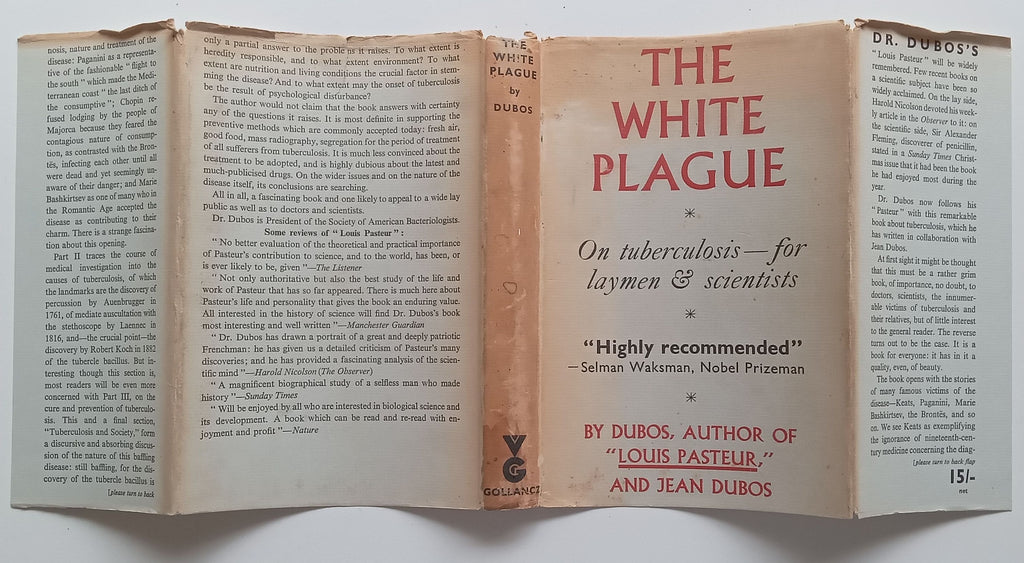 nosis, nature and treatment of the
disease: Paganini as a representa-
tive of the fashionable "flight to
the south" which made the Medi-
terranean coast "the last ditch of
the consumptive"; Chopin re-
fused lodging by the people of
Majorca because they feared the
contagious nature of consump-
tion, as contrasted with the Bron-
tës, infecting each other until all
were dead and yet seemingly un-
aware of their danger; and Marie
Bashkirtsev as one of many who in
the Romantic Age accepted the
disease as contributing to their
charm. There is a strange fascina-
tion about this opening.
Part II traces the course of
medical investigation into the
causes of tuberculosis, of which
the landmarks are the discovery of
percussion by Auenbrugger in
1761, of mediate auscultation with
the stethoscope by Laennec in
1816, and—the crucial point—the
discovery by Robert Koch in 1882
of the tubercle bacillus. But in-
teresting though this section is,
most readers will be even more
concerned with Part III, on the
cure and prevention of tuberculo-
sis. This and a final section,
"Tuberculosis and Society," form
a discursive and absorbing discus-
sion of the nature of this baffling
disease: still baffling, for the dis-
covery of the tubercle bacillus is
[please turn to back
only a partial answer to the problems it raises. To what extent is
heredity responsible, and to what extent environment? To what
extent are nutrition and living conditions the crucial factor in stem-
ming the disease? And to what extent may the onset of tuberculosis
be the result of psychological disturbance?
The author would not claim that the book answers with certainty
any of the questions it raises. It is most definite in supporting the
preventive methods which are commonly accepted today: fresh air,
good food, mass radiography, segregation for the period of treatment
of all sufferers from tuberculosis. It is much less convinced about the
treatment to be adopted, and is highly dubious about the latest and
much-publicised drugs. On the wider issues and on the nature of the
disease itself, its conclusions are searching.
All in all, a fascinating book and one likely to appeal to a wide lay
public as well as to doctors and scientists.
Dr. Dubos is President of the Society of American Bacteriologists.
Some reviews of "Louis Pasteur":
"No better evaluation of the theoretical and practical importance
of Pasteur's contribution to science, and to the world, has been, or
is ever likely to be, given"—The Listener
"Not only authoritative but also the best study of the life and
work of Pasteur that has so far appeared. There is much here about
Pasteur's life and personality that gives the book an enduring value.
All interested in the history of science will find Dr. Dubos's book
most interesting and well written"—Manchester Guardian
"Dr. Dubos has drawn a portrait of a great and deeply patriotic
Frenchman: he has given us a detailed criticism of Pasteur's many
discoveries; and he has provided a fascinating analysis of the scien-
tific mind"—Harold Nicolson (The Observer)
"A magnificent biographical study of a selfless man who made
history"—Sunday Times
"Will be enjoyed by all who are interested in biological science and
its development. A book which can be read and re-read with en-
joyment and profit"—Nature
THE
WHITE
PLAGUE
by
DUBOS
VG
GOLLANCZ
THE
WHITE
PLAGUE
*
On tuberculosis—for
laymen & scientists
*
"Highly recommended"
—Selman Waksman, Nobel Prizeman
*
BY DUBOS, AUTHOR OF
"LOUIS PASTEUR,"
AND JEAN DUBOS
DR. DUBOS'S
"Louis Pasteur" will be widely
remembered. Few recent books on
a scientific subject have been so
widely acclaimed. On the lay side,
Harold Nicolson devoted his week-
ly article in the Observer to it: on
the scientific side, Sir Alexander
Fleming, discoverer of penicillin,
stated in a Sunday Times Christ-
mas issue that it had been the book
he had enjoyed most during the
year.
Dr. Dubos now follows his
"Pasteur" with this remarkable
book about tuberculosis, which he
has written in collaboration with
Jean Dubos.
At first sight it might be thought
that this must be a rather grim
book, of importance, no doubt, to
doctors, scientists, the innumer-
able victims of tuberculosis and
their relatives, but of little interest
to the general reader. The reverse
turns out to be the case. It is a
book for everyone: it has in it a
quality, even, of beauty.
The book opens with the stories
of many famous victims of the
disease—Keats, Paganini, Marie
Bashkirtsev, the Brontës, and so
on. We see Keats as exemplifying
the ignorance of nineteenth-cen-
tury medicine concerning the diag-
[please turn to back flap
15/-
net